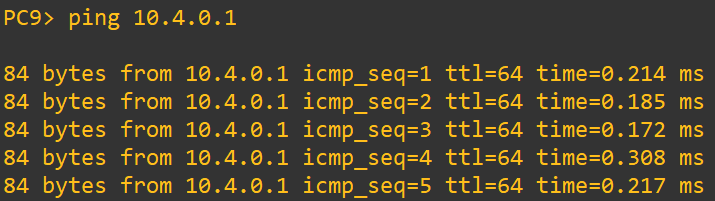 PC9> ping 10.4.0.1
84 bytes from 10.4.0.1 icmp_seq=1 ttl=64 time=0.214 ms
84 bytes from 10.4.0.1 icmp_seq=2 ttl=64 time=0.185 ms
84 bytes from 10.4.0.1 icmp_seq=3 ttl=64 time=0.172 ms
84 bytes from 10.4.0.1 icmp_seq=4 ttl=64 time=0.308 ms
84 bytes from 10.4.0.1 icmp_seq=5 ttl=64 time=0.217 ms